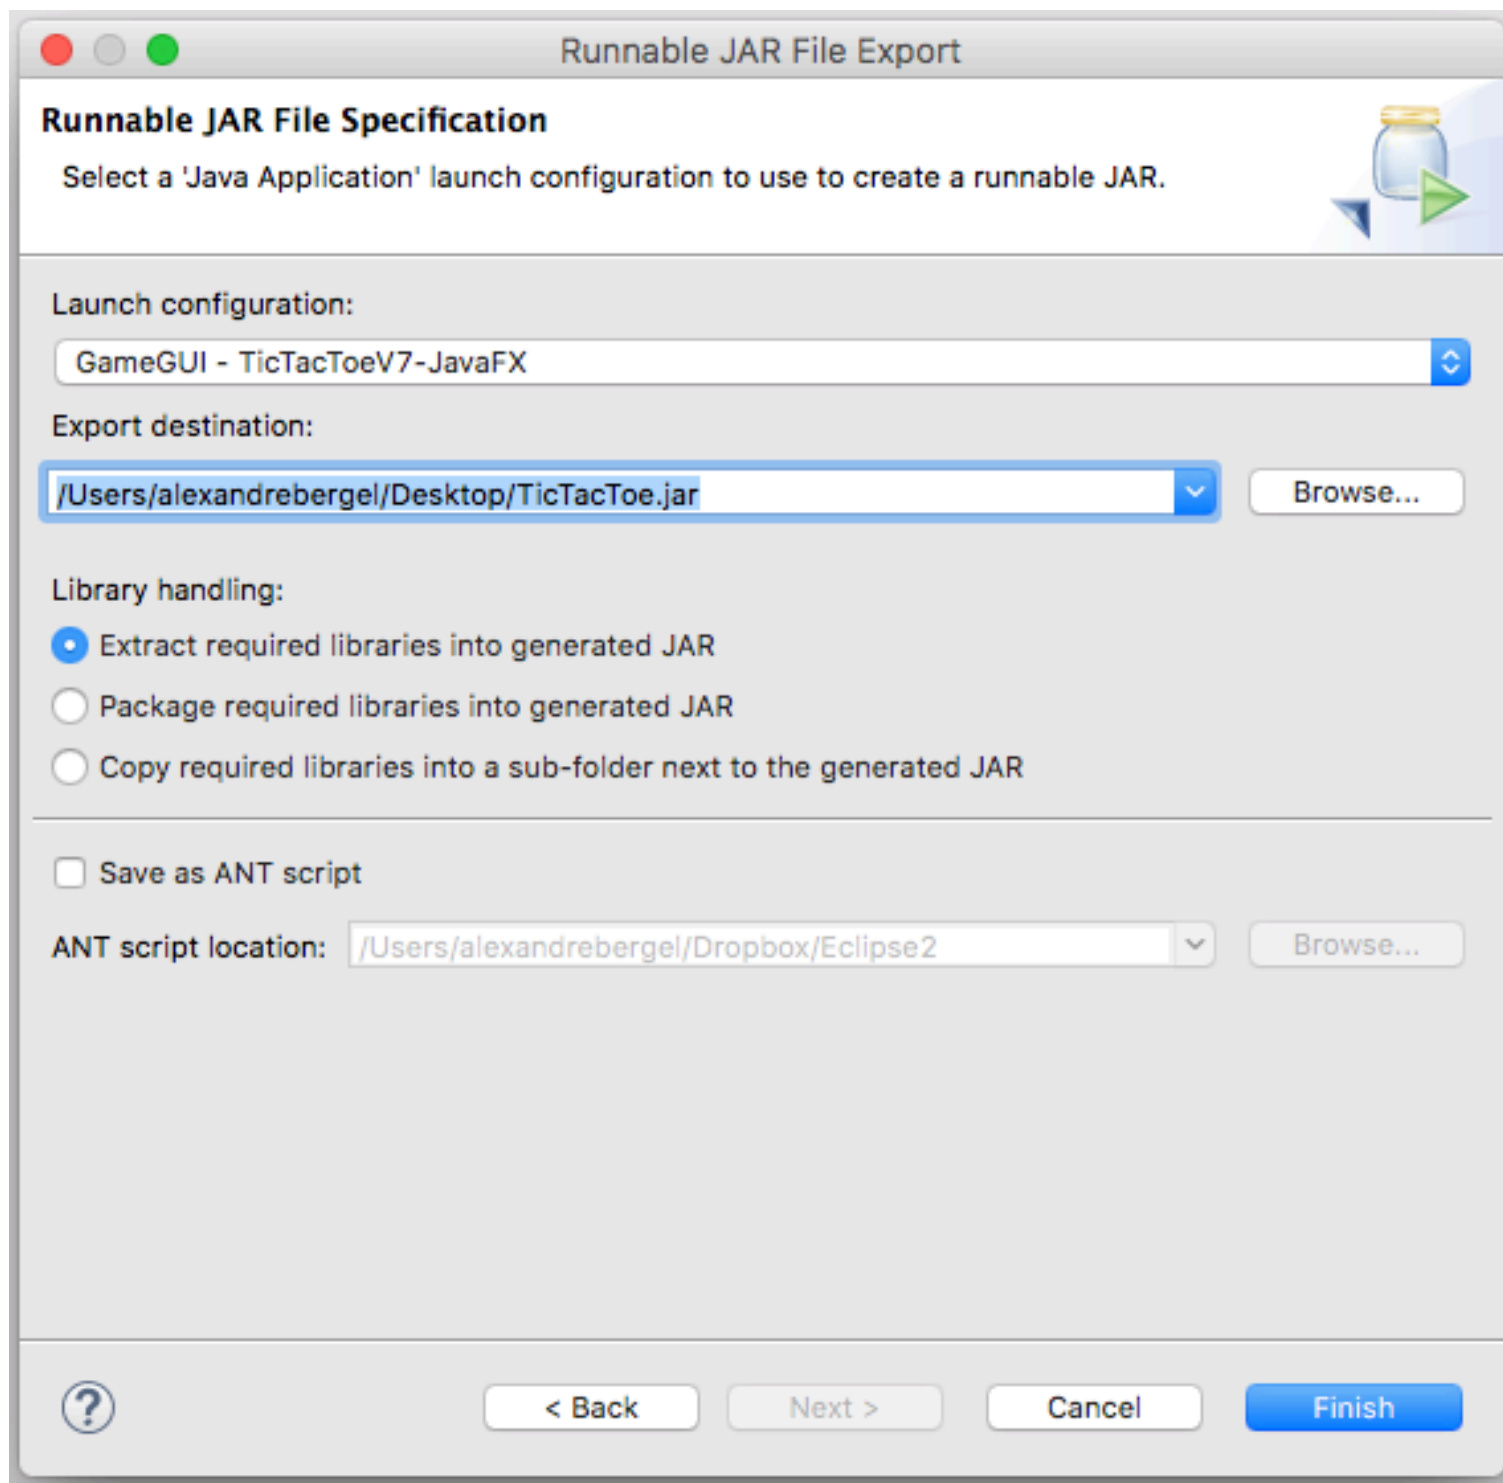 Runnable JAR File Export
Runnable JAR File Specification
Select a 'Java Application' launch configuration to use to create a runnable JAR.
Launch configuration:
GameGUI - TicTacToeV7-JavaFX
Export destination:
/Users/alexandrebergel/Desktop/TicTacToe.jar Browse...
Library handling:
Extract required libraries into generated JAR
Package required libraries into generated JAR
Copy required libraries into a sub-folder next to the generated JAR
Save as ANT script
ANT script location: /Users/alexandrebergel/Dropbox/Eclipse2 Browse...
? < Back Next > Cancel Finish